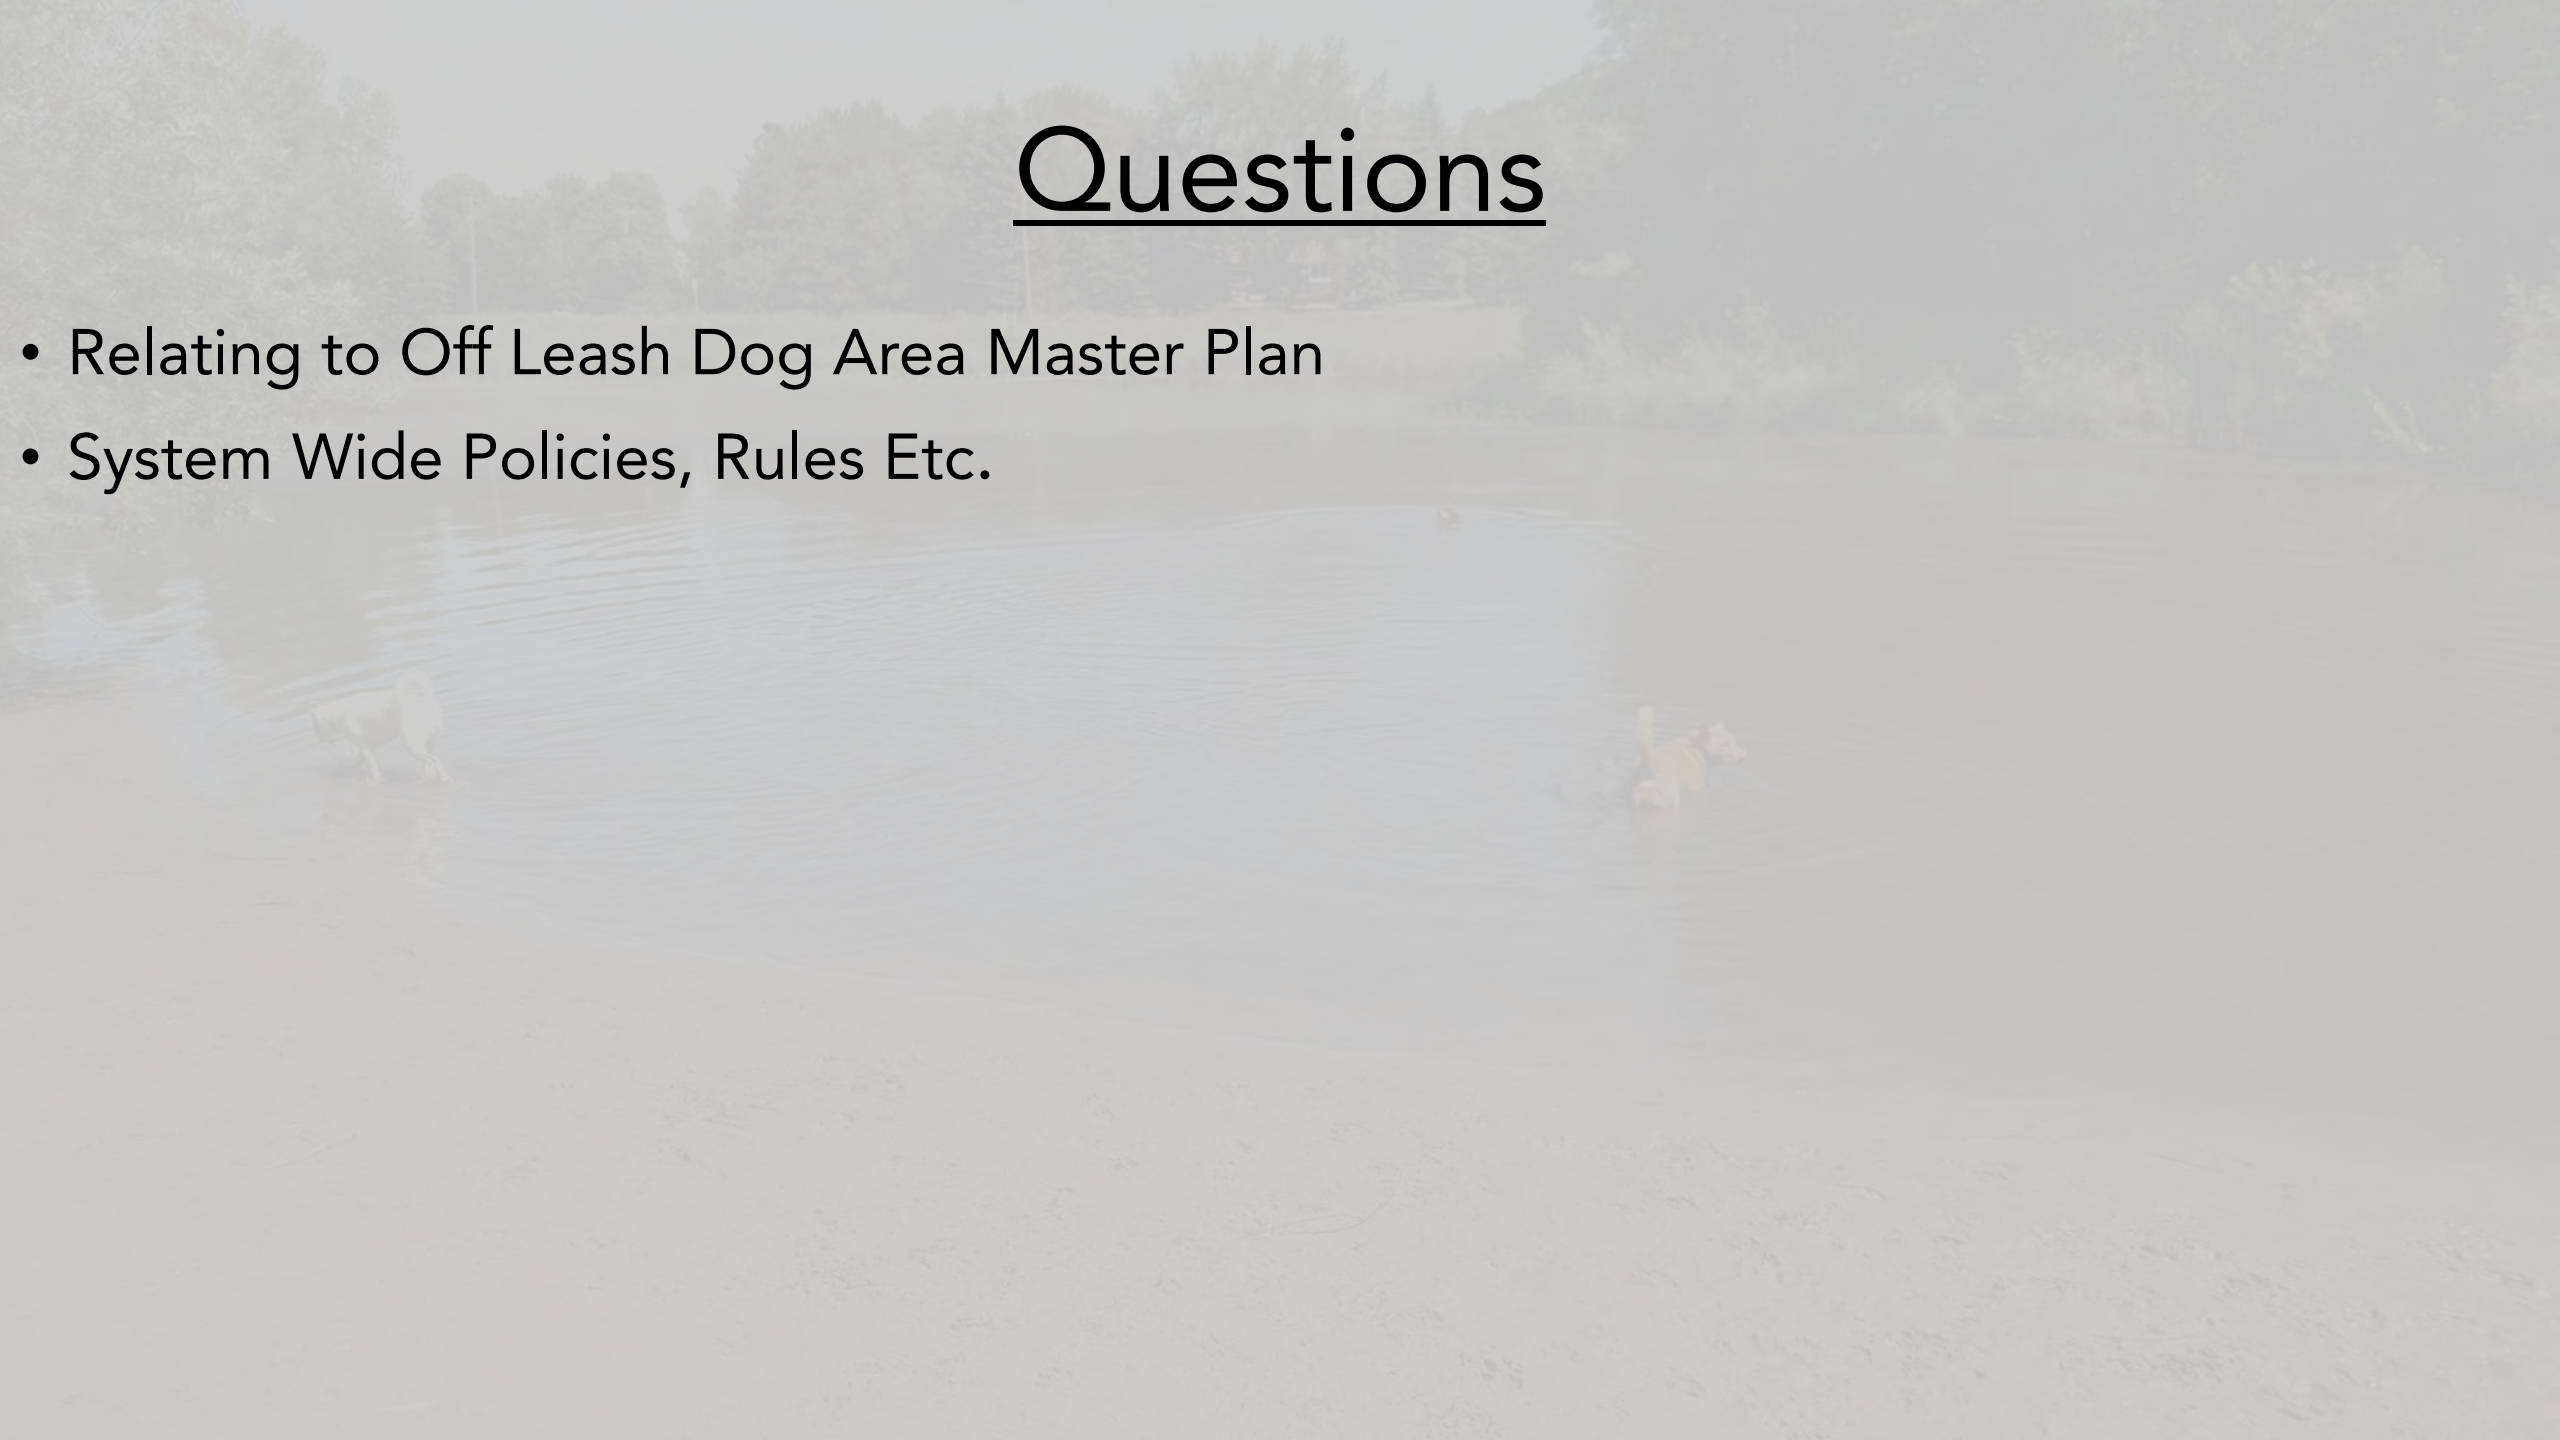 Questions
• Relating to Off Leash Dog Area Master Plan
• System Wide Policies, Rules Etc.